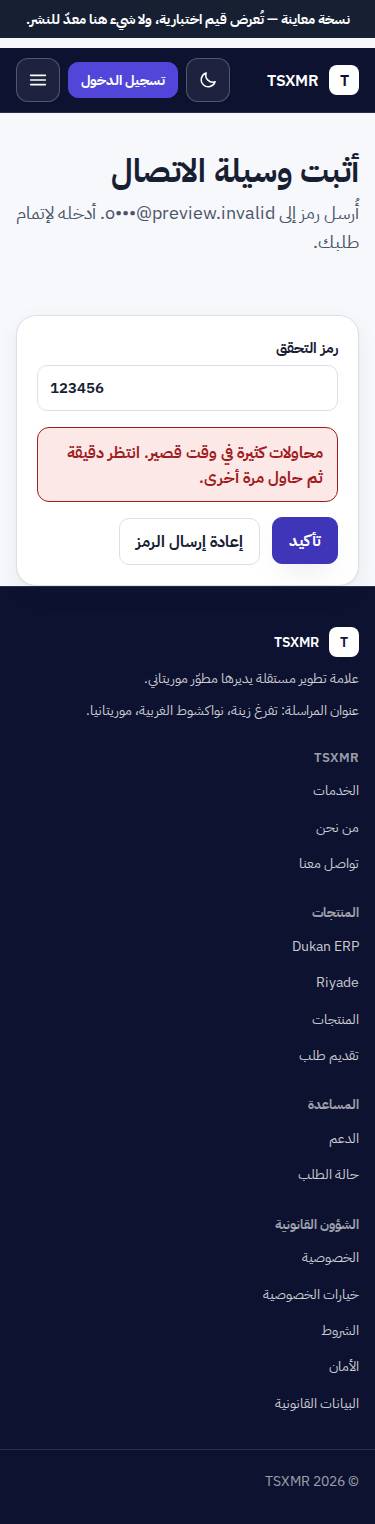 نسخة معاينة — تُعرض قيم اختبارية، ولا شيء هنا معدّ للنشر.
T TSXMR
تسجيل الدخول
أثبت وسيلة الاتصال
أُرسل رمز إلى o•••@preview.invalid. أدخله لإتمام
طلبك.
رمز التحقق
123456
محاولات كثيرة في وقت قصير. انتظر دقيقة
ثم حاول مرة أخرى.
تأكيد
إعادة إرسال الرمز
T TSXMR
علامة تطوير مستقلة يديرها مطوّر موريتاني.
عنوان المراسلة: تفرغ زينة، نواكشوط الغربية، موريتانيا.
TSXMR
الخدمات
من نحن
تواصل معنا
المنتجات
Dukan ERP
Riyade
المنتجات
تقديم طلب
المساعدة
الدعم
حالة الطلب
الشؤون القانونية
الخصوصية
خيارات الخصوصية
الشروط
الأمان
البيانات القانونية
© 2026 TSXMR